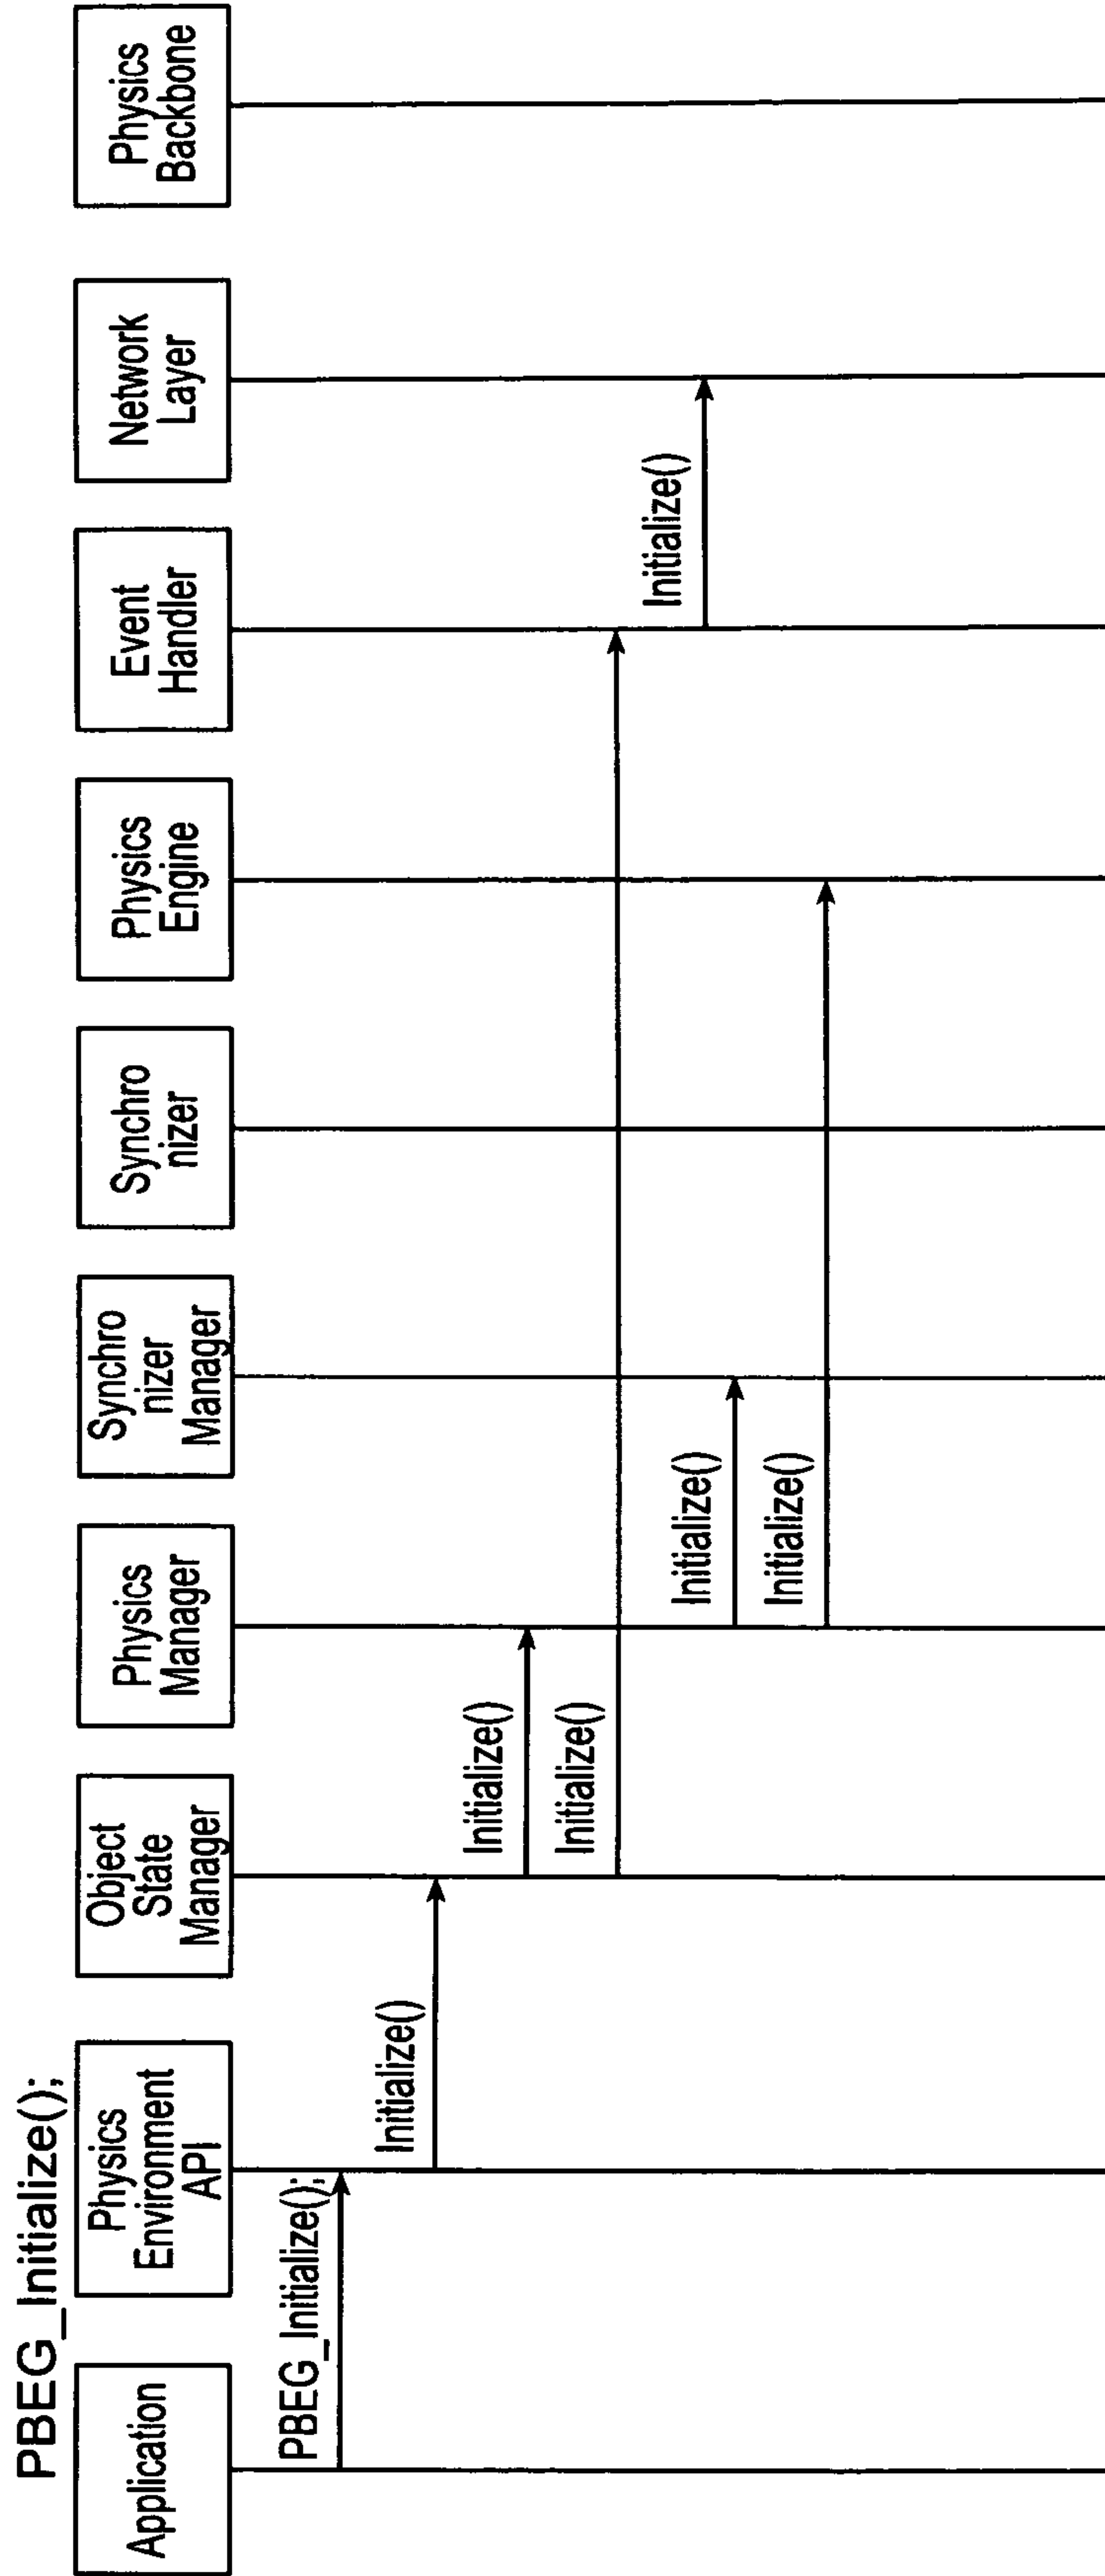 PBEG_Initialize();
Application
Physics
Environment
API
Object
State
Manager
Physics
Manager
Synchro
nizer
Manager
Synchro
nizer
Physics
Engine
Event
Handler
Network
Layer
Physics
Backbone
PBEG_Initialize();
Initialize()
Initialize()
Initialize()
Initialize()
Initialize()
Initialize()